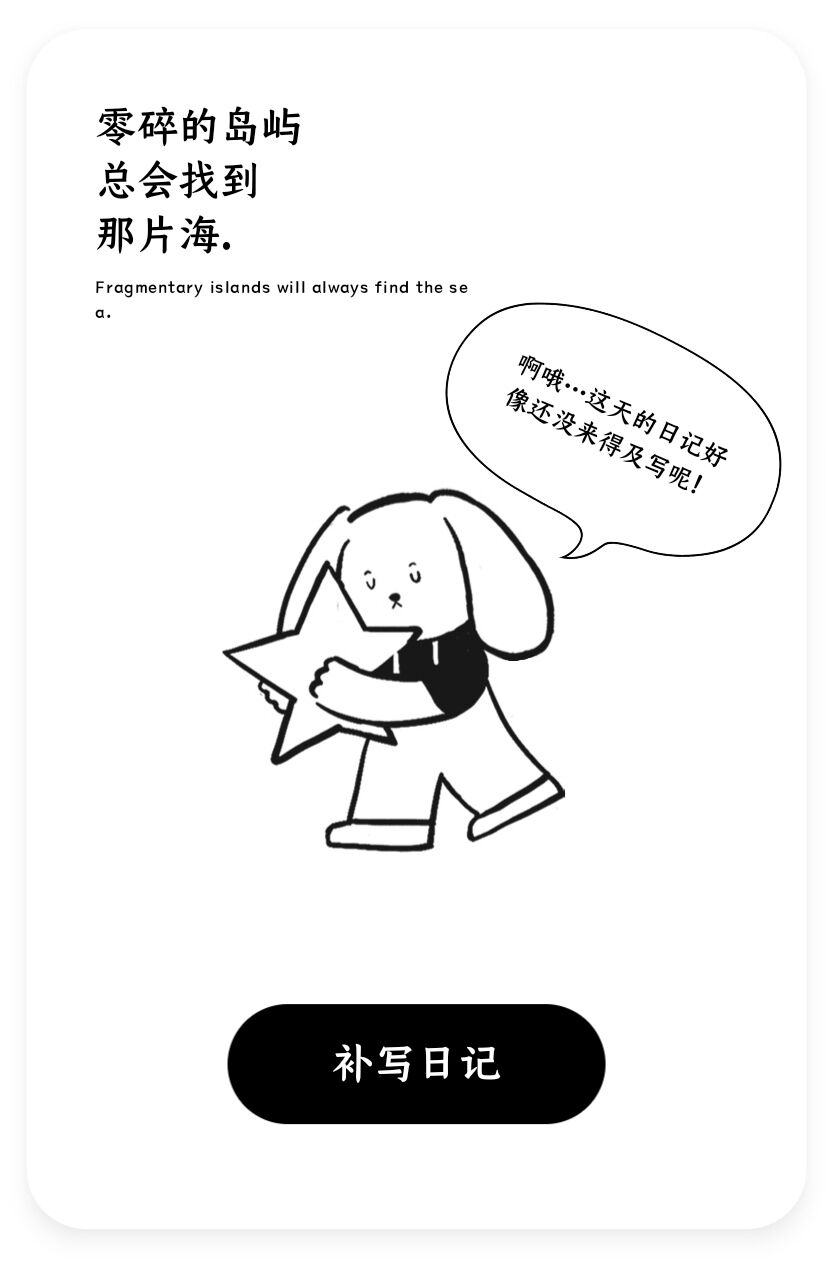 零碎的岛屿
总会找到
那片海.
Fragmentary islands will always find the se
a.
啊哦…这天的日记好
像还没来得及写呢!
补写日记